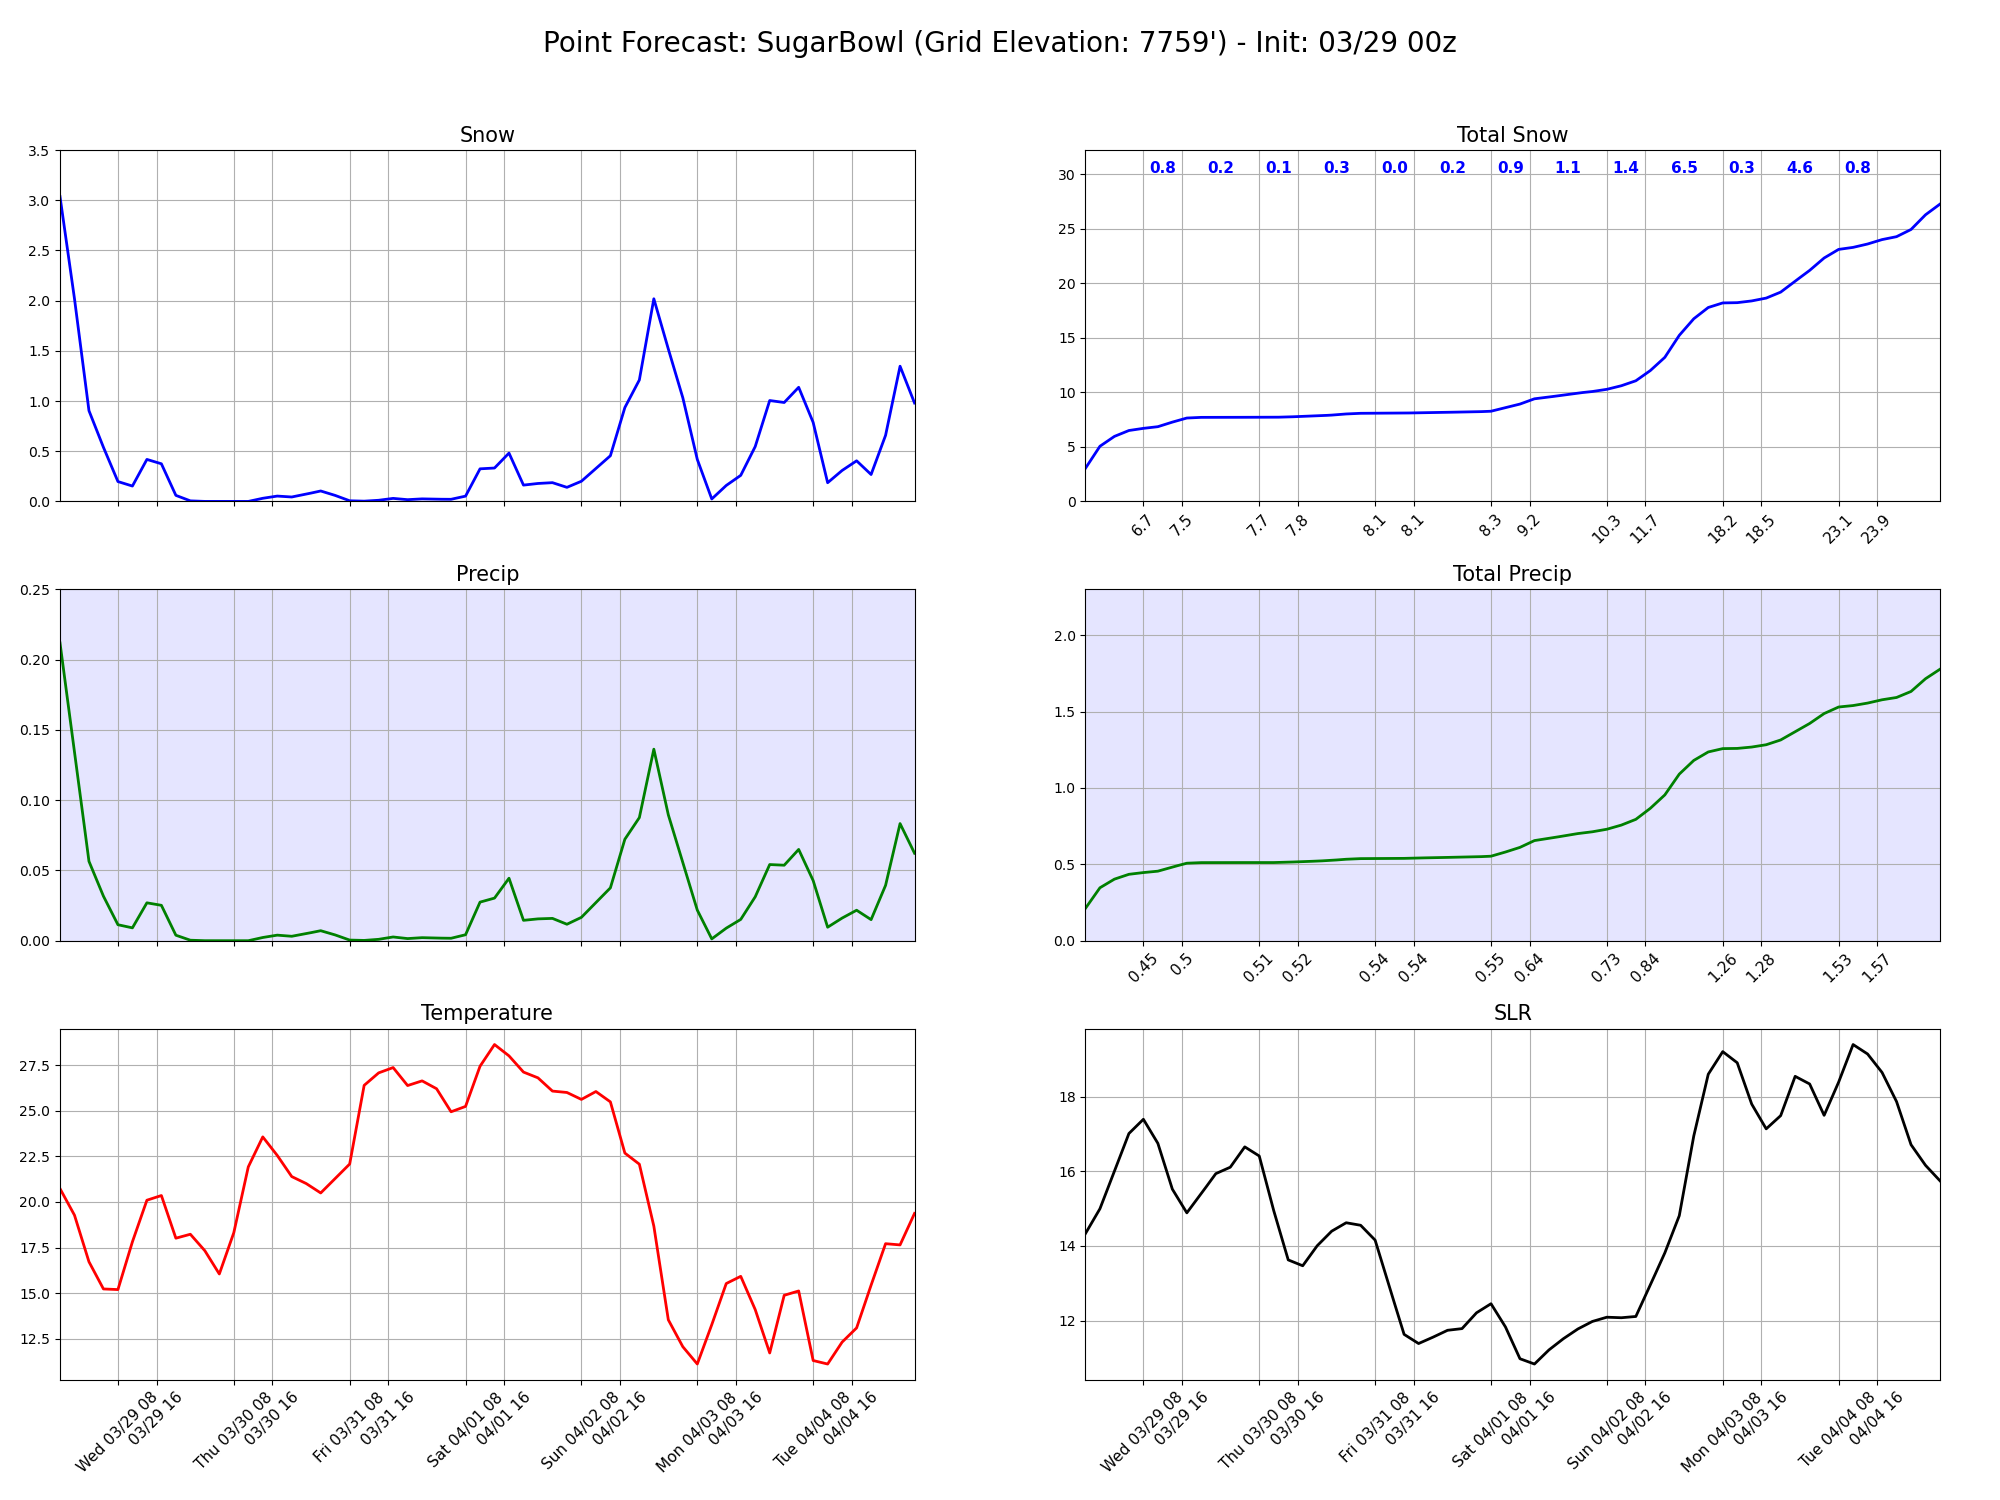 Point Forecast: SugarBowl (Grid Elevation: 7759') - Init: 03/29 00z
Snow
3.5
3.0
2.5
2.0
1.5
1.0
0.5
0.0
Total Snow
0.8 0.2 0.1 0.3 0.0 0.2 0.9 1.1 1.4 6.5 0.3 4.6 0.8
30
25
20
15
10
5
0
6.7 7.5 7.7 7.8 8.1 8.1 8.3 9.2 10.3 11.7 18.2 18.5 23.1 23.9
Precip
0.25
0.20
0.15
0.10
0.05
0.00
Total Precip
2.0
1.5
1.0
0.5
0.0
0.45 0.5 0.51 0.52 0.54 0.54 0.55 0.64 0.73 0.84 1.26 1.28 1.53 1.57
Temperature
27.5
25.0
22.5
20.0
17.5
15.0
12.5
Wed 03/29 08
03/29 16
Thu 03/30 08
03/30 16
Fri 03/31 08
03/31 16
Sat 04/01 08
04/01 16
Sun 04/02 08
04/02 16
Mon 04/03 08
04/03 16
Tue 04/04 08
04/04 16
SLR
18
16
14
12
Wed 03/29 08
03/29 16
Thu 03/30 08
03/30 16
Fri 03/31 08
03/31 16
Sat 04/01 08
04/01 16
Sun 04/02 08
04/02 16
Mon 04/03 08
04/03 16
Tue 04/04 08
04/04 16